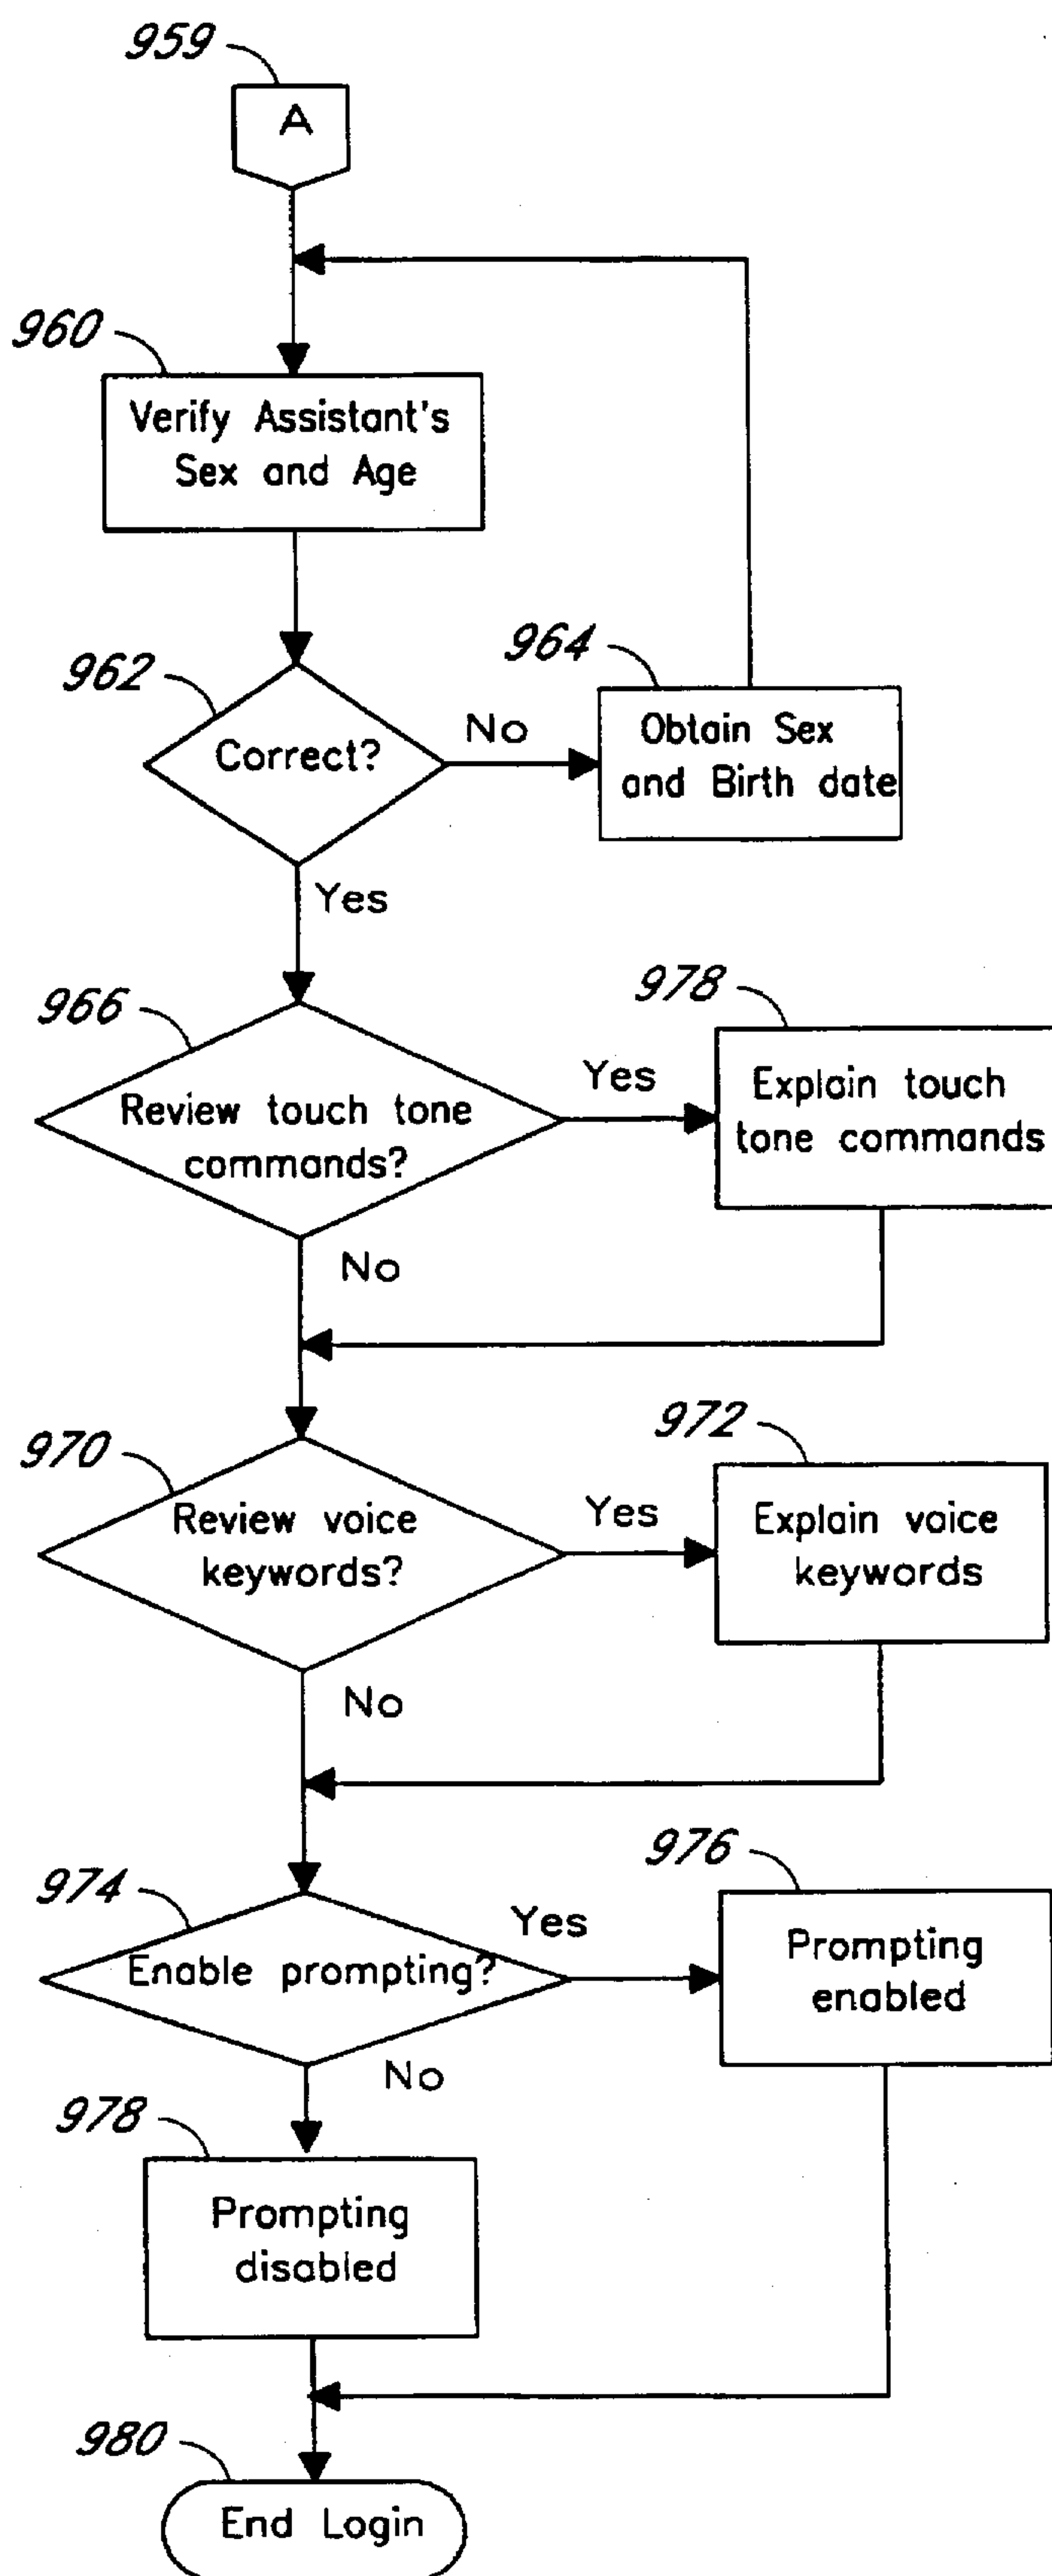 959
A
960
Verify Assistant's
Sex and Age
962
Correct?
No
964
Obtain Sex
and Birth date
Yes
966
Review touch tone
commands?
Yes
978
Explain touch
tone commands
No
970
Review voice
keywords?
Yes
972
Explain voice
keywords
No
974
Enable prompting?
Yes
976
Prompting
enabled
No
978
Prompting
disabled
980
End Login